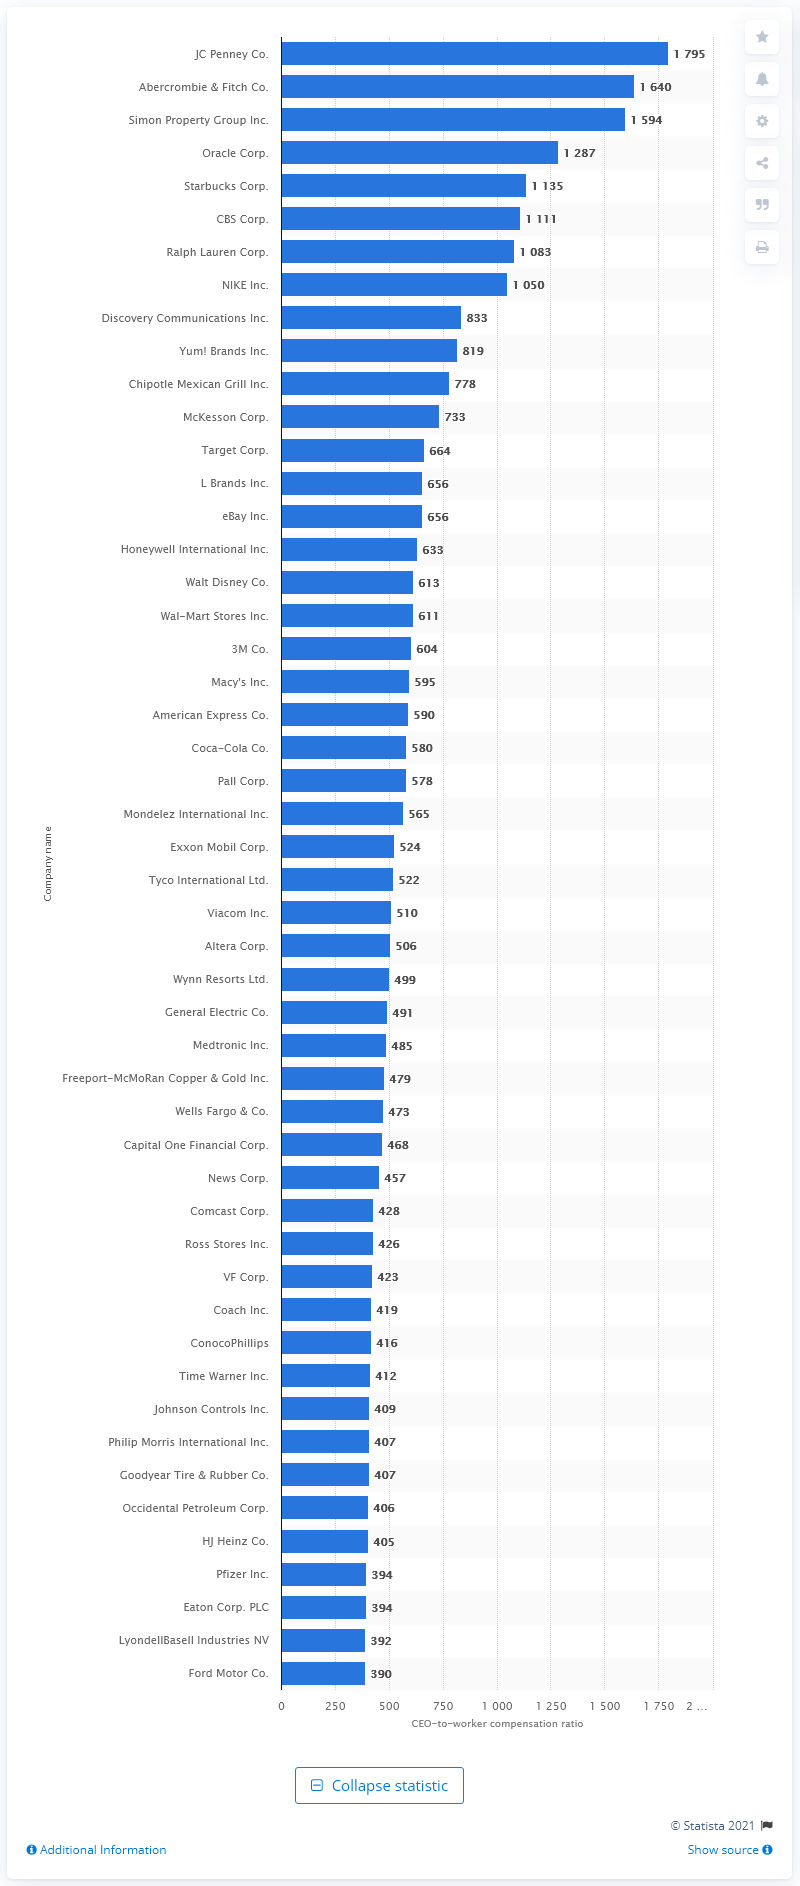 JC Penney Co. 1 795
Abercrombie & Fitch Co. 1 640
Simon Property Group Inc. 1 594
Oracle Corp. 1 287
Starbucks Corp. 1 135
CBS Corp. 1 111
Ralph Lauren Corp. 1 083
NIKE Inc. 1 050
Discovery Communications Inc. 833
Yum! Brands Inc. 819
Chipotle Mexican Grill Inc. 778
McKesson Corp. 733
Target Corp. 664
L Brands Inc. 656
eBay Inc. 656
Honeywell International Inc. 633
Walt Disney Co. 613
Wal-Mart Stores Inc. 611
3M Co. 604
Macy's Inc. 595
American Express Co. 590
Coca-Cola Co. 580
Pall Corp. 578
Mondelez International Inc. 565
Company name
Exxon Mobil Corp. 524
Tyco International Ltd. 522
Viacom Inc. 510
Altera Corp. 506
Wynn Resorts Ltd. 499
General Electric Co. 491
Medtronic Inc. 485
Freeport-McMoRan Copper & Gold Inc. 479
Wells Fargo & Co. 473
Capital One Financial Corp. 468
News Corp. 457
Comcast Corp. 428
Ross Stores Inc. 426
VF Corp. 423
Coach Inc. 419
ConocoPhillips 416
Time Warner Inc. 412
Johnson Controls Inc. 409
Philip Morris International Inc. 407
Goodyear Tire & Rubber Co. 407
Occidental Petroleum Corp. 406
HJ Heinz Co. 405
Pfizer Inc. 394
Eaton Corp. PLC 394
LyondellBasell Industries NV 392
Ford Motor Co. 390
0 250 500 750 1 000 1 250 1 500 1 750 2 ...
CEO-to-worker compensation ratio
Collapse statistic
© Statista 2021
Additional Information Show source